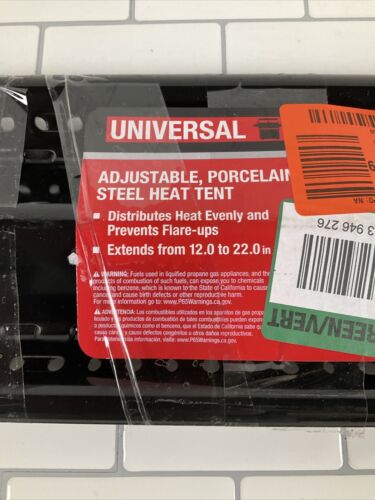 UNIVERSAL
ADJUSTABLE, PORCELAIN
STEEL HEAT TENT
Distributes Heat Evenly and
Prevents Flare-ups
Extends from 12.0 to 22.0 in
WARNING: Fuels used in liquified propane gas appliances, and the
products of combustion of such fuels, can expose you to chemicals
including benzene, which is known to the State of California to cause
cancer and cause birth defects or other reproductive harm.
For more information go to: www.P65Warnings.ca.gov.
ADVERTENCIA: Los combustibles utilizados en los aparatos de gas propano
y los productos de combustión de tales combustibles pueden
a productos químicos como el benceno, que el Estado de California sabe que
causa cáncer y causa defectos congénitos u otros daños reproductivos.
Para obtener más información, visite: www.P65Warnings.ca.gov.
PO: NA
3 946 276
REEN/VERT